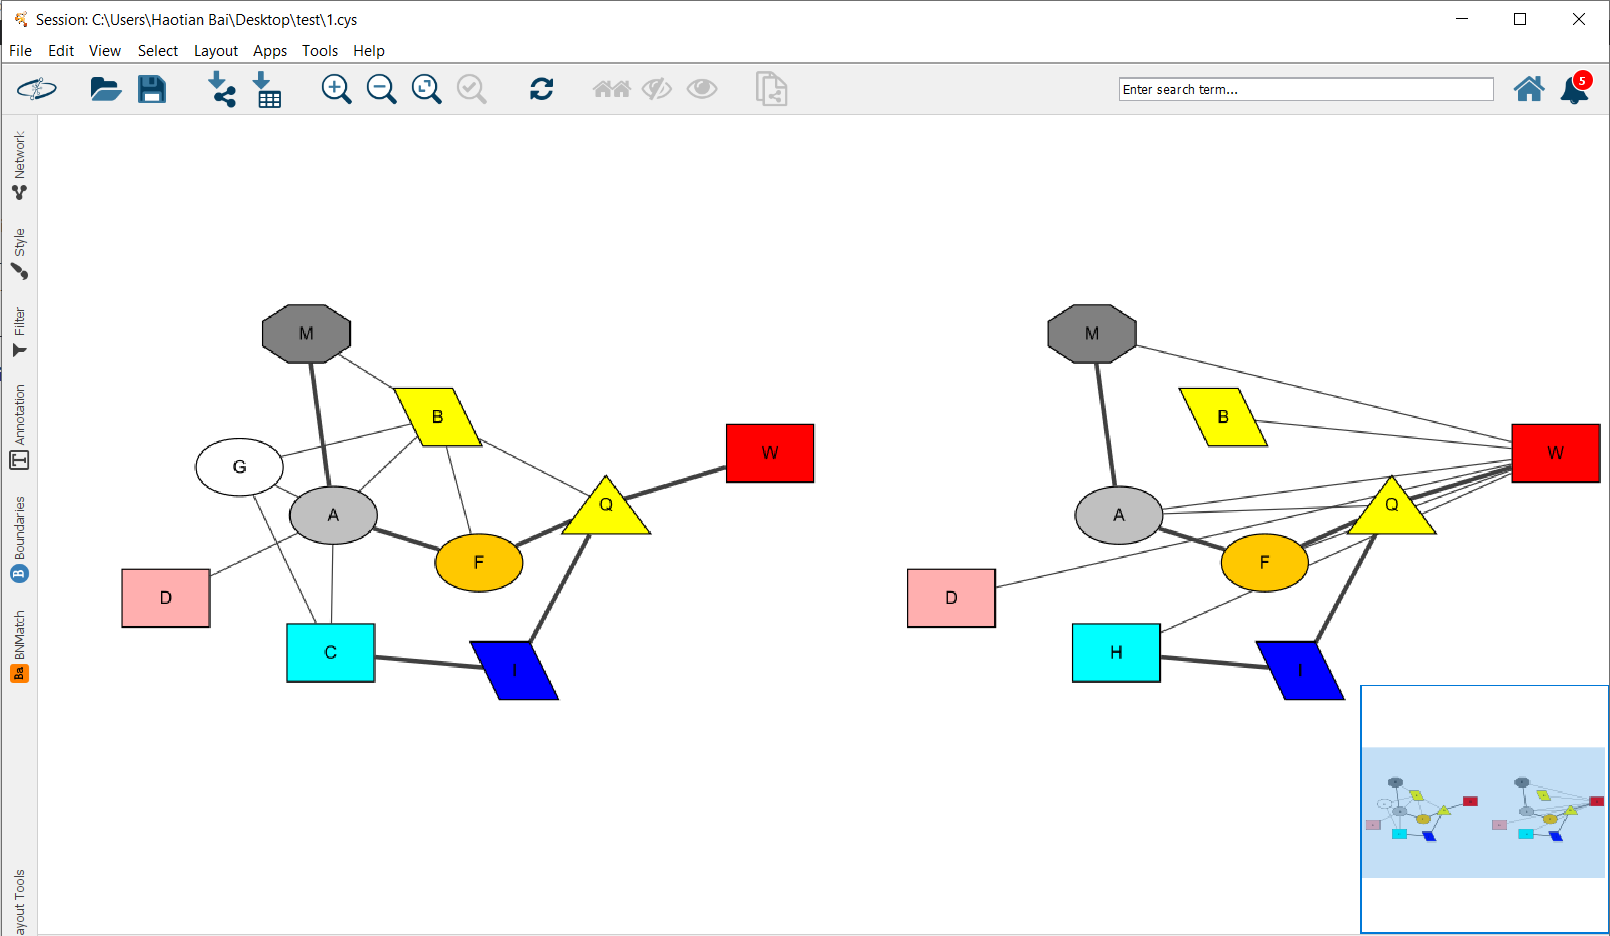 Session: C:\Users\Haotian Bai\Desktop\test\1.cys
File Edit View Select Layout Apps Tools Help
Enter search term...
5
Network
Style
Filter
Annotation
T
Boundaries
B
BNMatch
Ba
ayout Tools
M
B
G
W
Q
A
F
D
C
I
M
B
W
Q
A
F
D
H
I